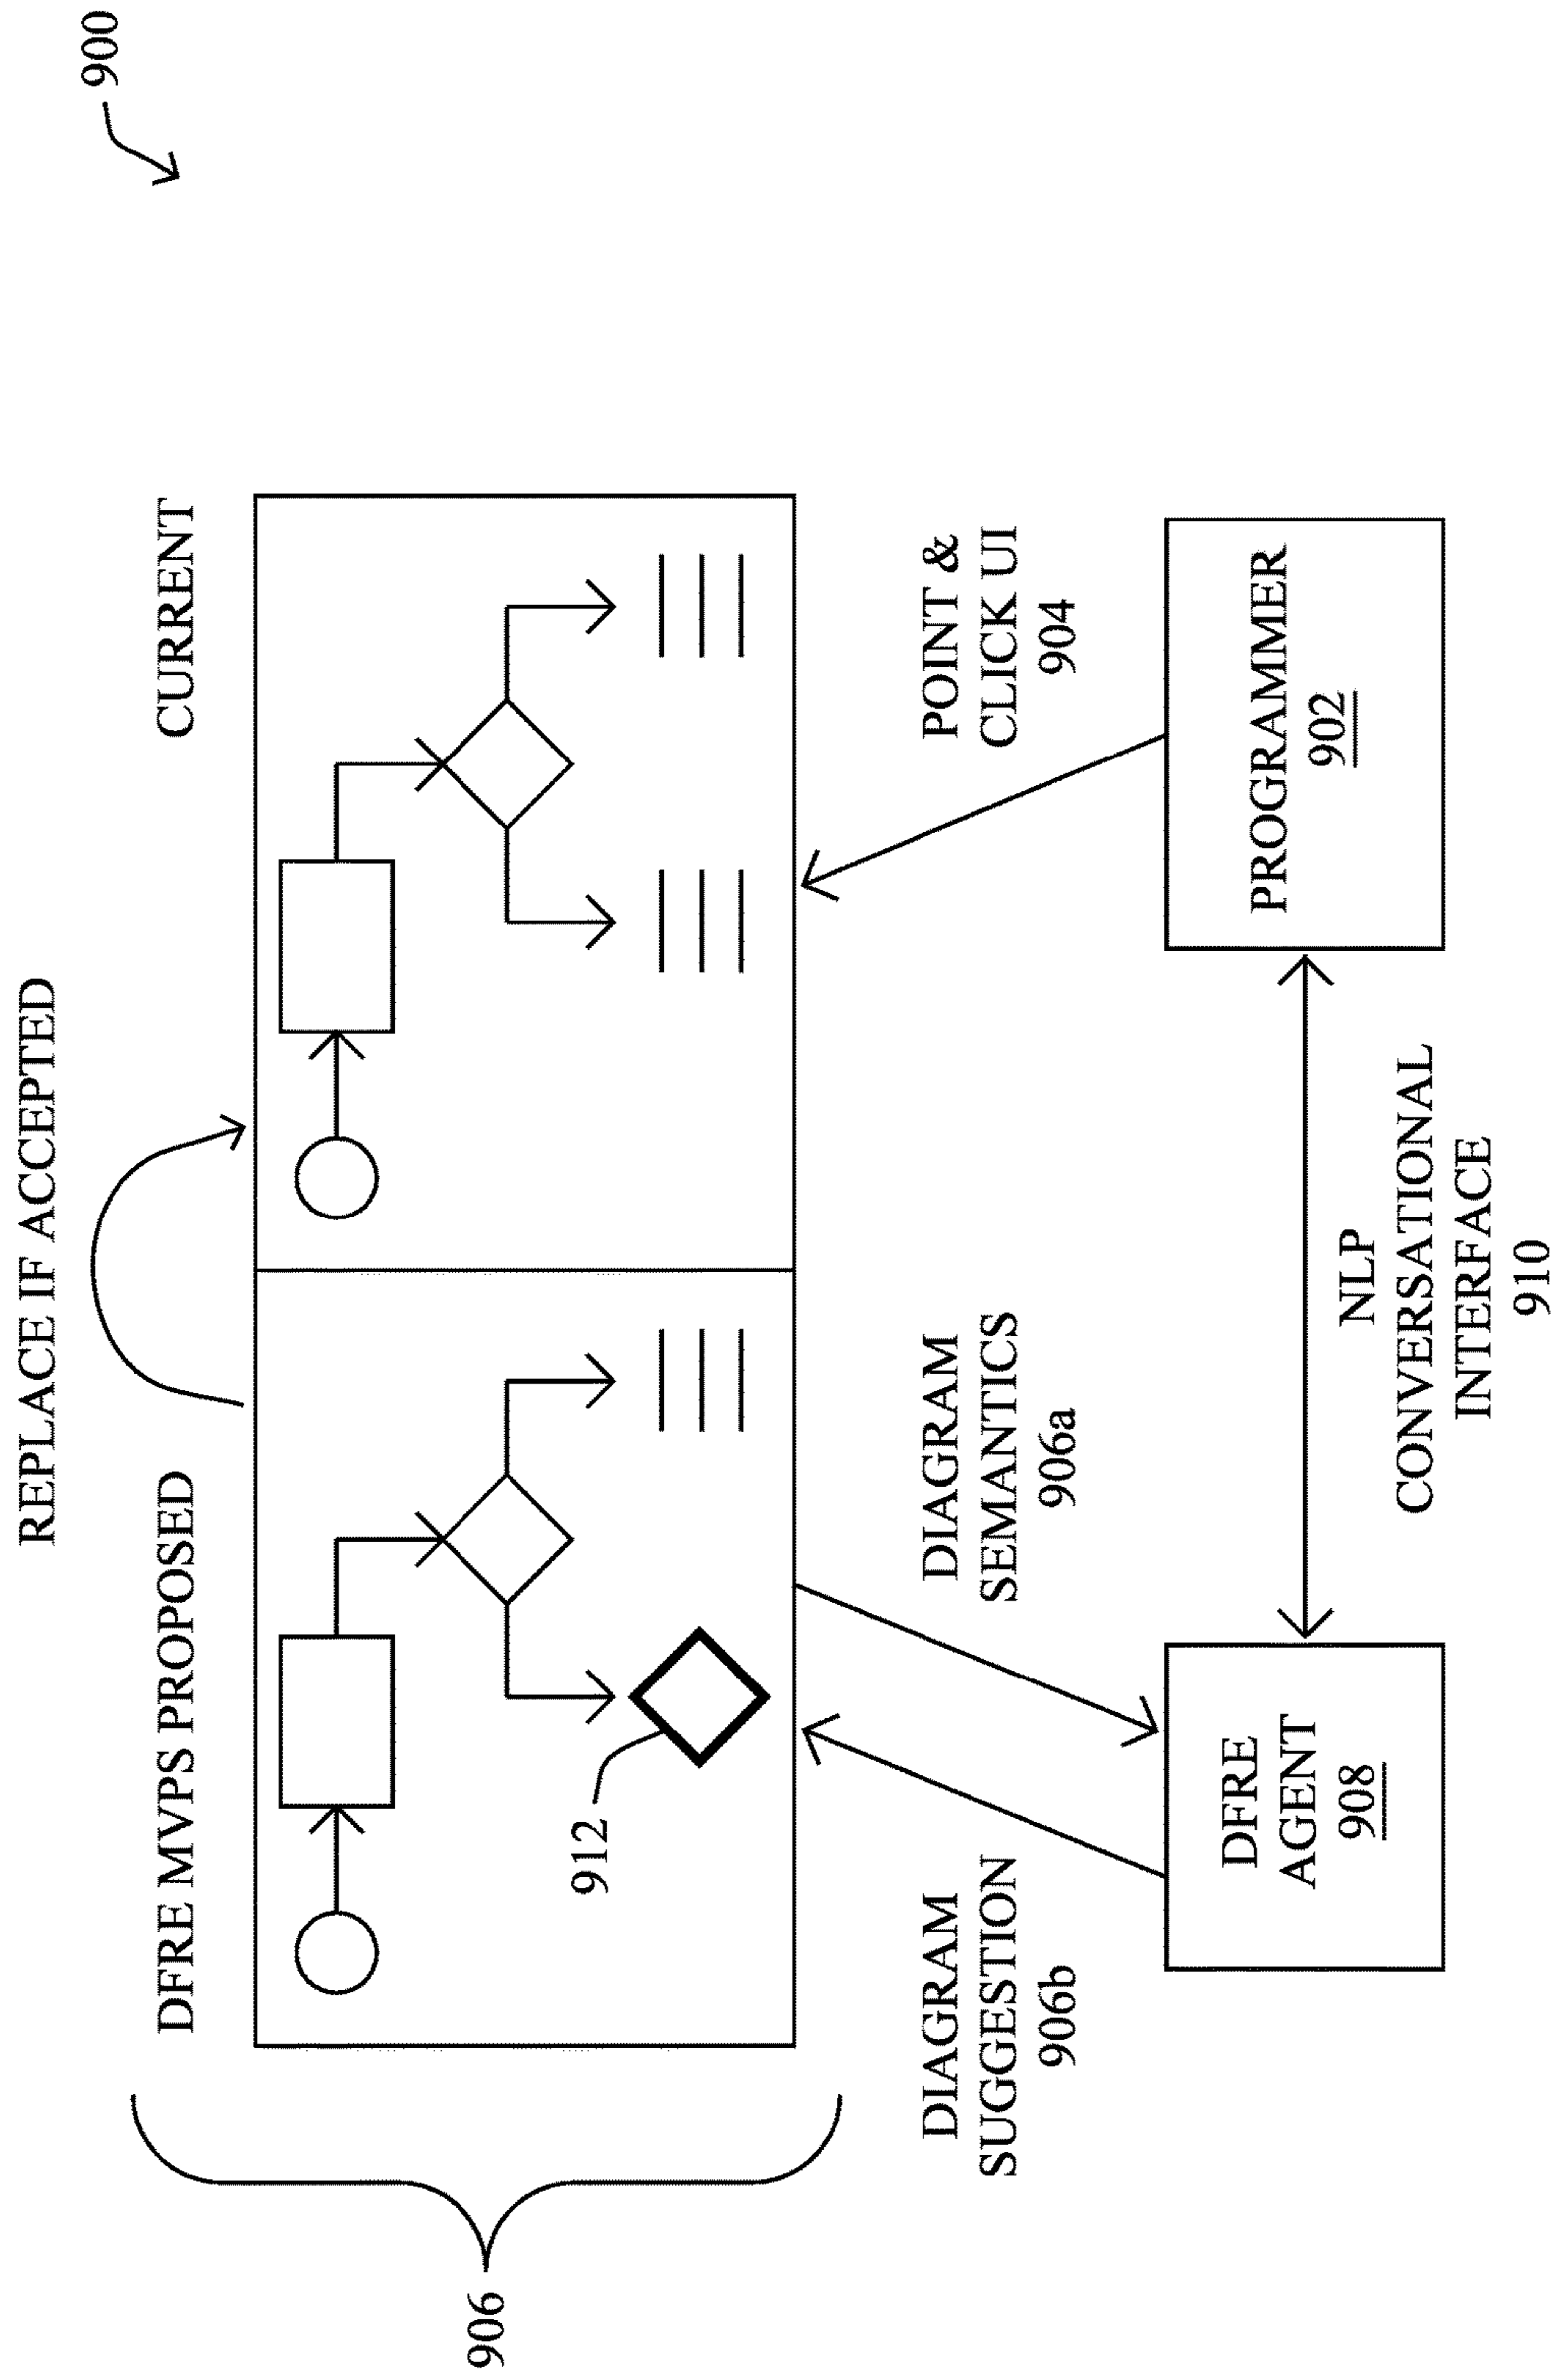 900
REPLACE IF ACCEPTED
DFRE MVPS PROPOSED
CURRENT
912
906
DIAGRAM
SUGGESTION
906b
DIAGRAM
SEMANTICS
906a
POINT &
CLICK UI
904
DFRE
AGENT
908
NLP
CONVERSATIONAL
INTERFACE
910
PROGRAMMER
902